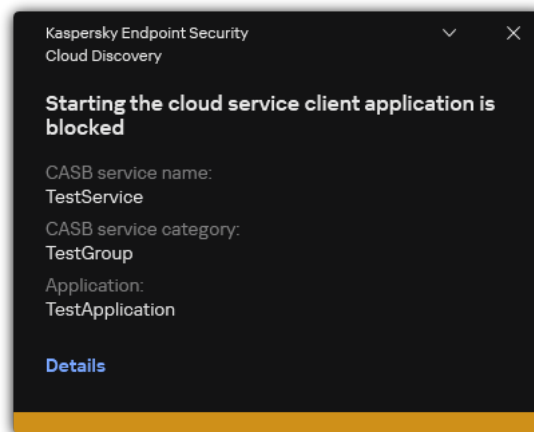 Kaspersky Endpoint Security
Cloud Discovery
Starting the cloud service client application is
blocked
CASB service name:
TestService
CASB service category:
TestGroup
Application:
TestApplication
Details